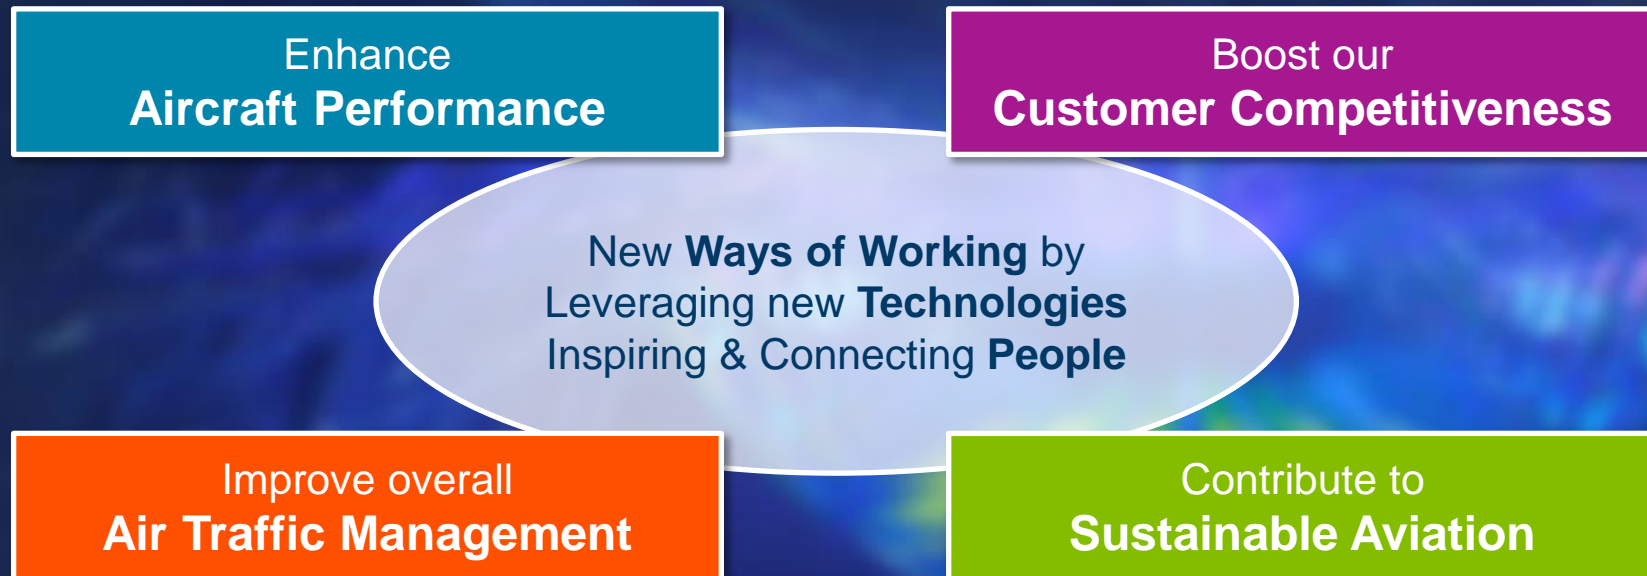 Enhance
Aircraft Performance
Boost our
Customer Competitiveness
New Ways of Working by
Leveraging new Technologies
Inspiring & Connecting People
Improve overall
Air Traffic Management
Contribute to
Sustainable Aviation